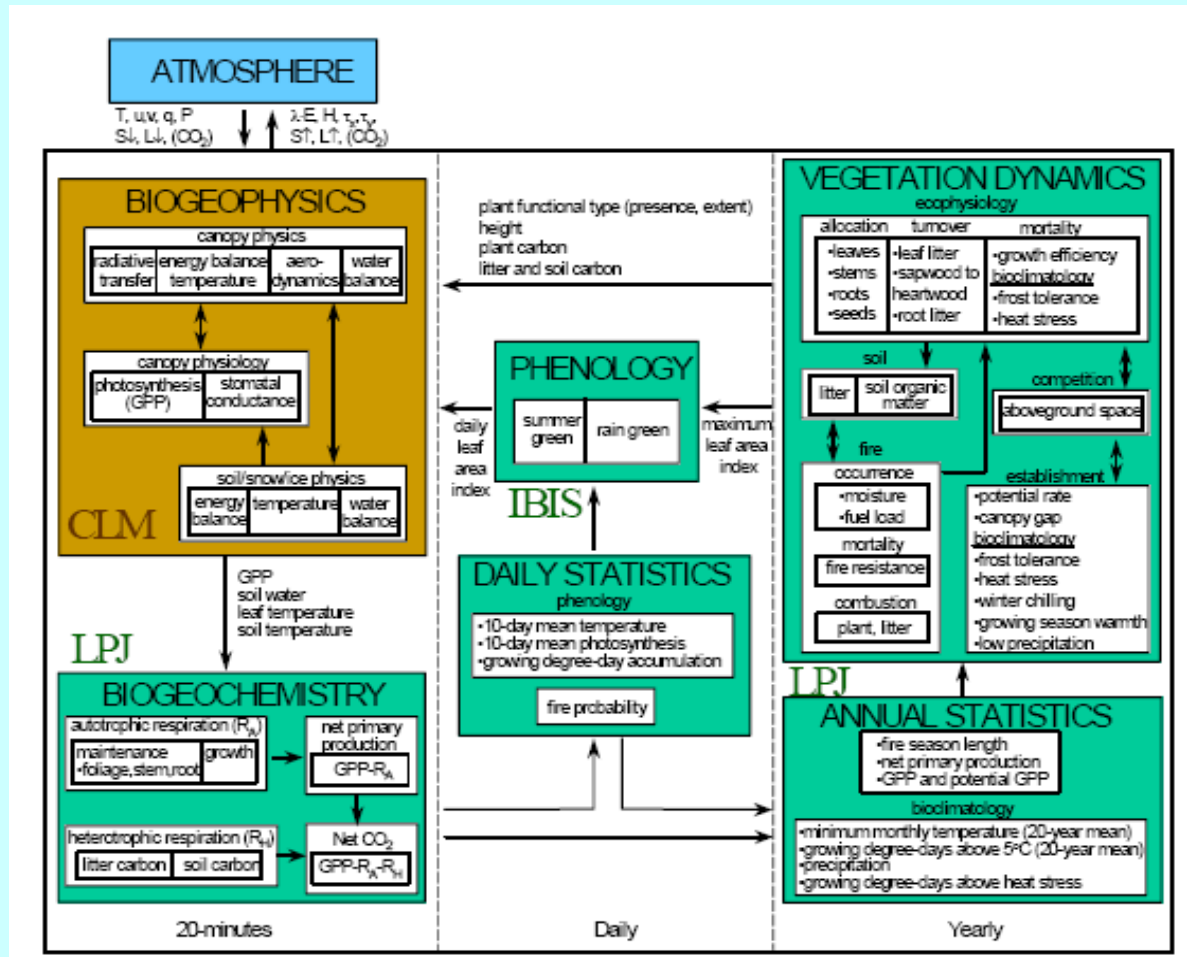 ATMOSPHERE
T, u,v, q, P
S↓, L↓, (CO₂)
λ·E, H, τₓ,τᵧ,
S↑, L↑, (CO₂)
BIOGEOPHYSICS
canopy physics
radiative transfer
energy balance temperature
aero-dynamics
water balance
canopy physiology
photosynthesis (GPP)
stomatal conductance
soil/snow/ice physics
energy balance
temperature
water balance
CLM
GPP
soil water
leaf temperature
soil temperature
LPJ
BIOGEOCHEMISTRY
autotrophic respiration (R_A)
maintenance
•foliage,stem,root
growth
net primary production
GPP-R_A
heterotrophic respiration (R_H)
litter carbon
soil carbon
Net CO₂
GPP-R_A-R_H
20-minutes
plant functional type (presence, extent)
height
plant carbon
litter and soil carbon
PHENOLOGY
summer green
rain green
daily leaf area index
maximum leaf area index
IBIS
DAILY STATISTICS
phenology
•10-day mean temperature
•10-day mean photosynthesis
•growing degree-day accumulation
fire probability
Daily
VEGETATION DYNAMICS
ecophysiology
allocation
•leaves
•stems
•roots
•seeds
turnover
•leaf litter
•sapwood to heartwood
•root litter
mortality
•growth efficiency
bioclimatology
•frost tolerance
•heat stress
soil
litter
soil organic matter
competition
aboveground space
fire
occurrence
•moisture
•fuel load
mortality
fire resistance
combustion
plant, litter
establishment
•potential rate
•canopy gap
bioclimatology
•frost tolerance
•heat stress
•winter chilling
•growing season warmth
•low precipitation
LPJ
ANNUAL STATISTICS
•fire season length
•net primary production
•GPP and potential GPP
bioclimatology
•minimum monthly temperature (20-year mean)
•growing degree-days above 5°C (20-year mean)
•precipitation
•growing degree-days above heat stress
Yearly